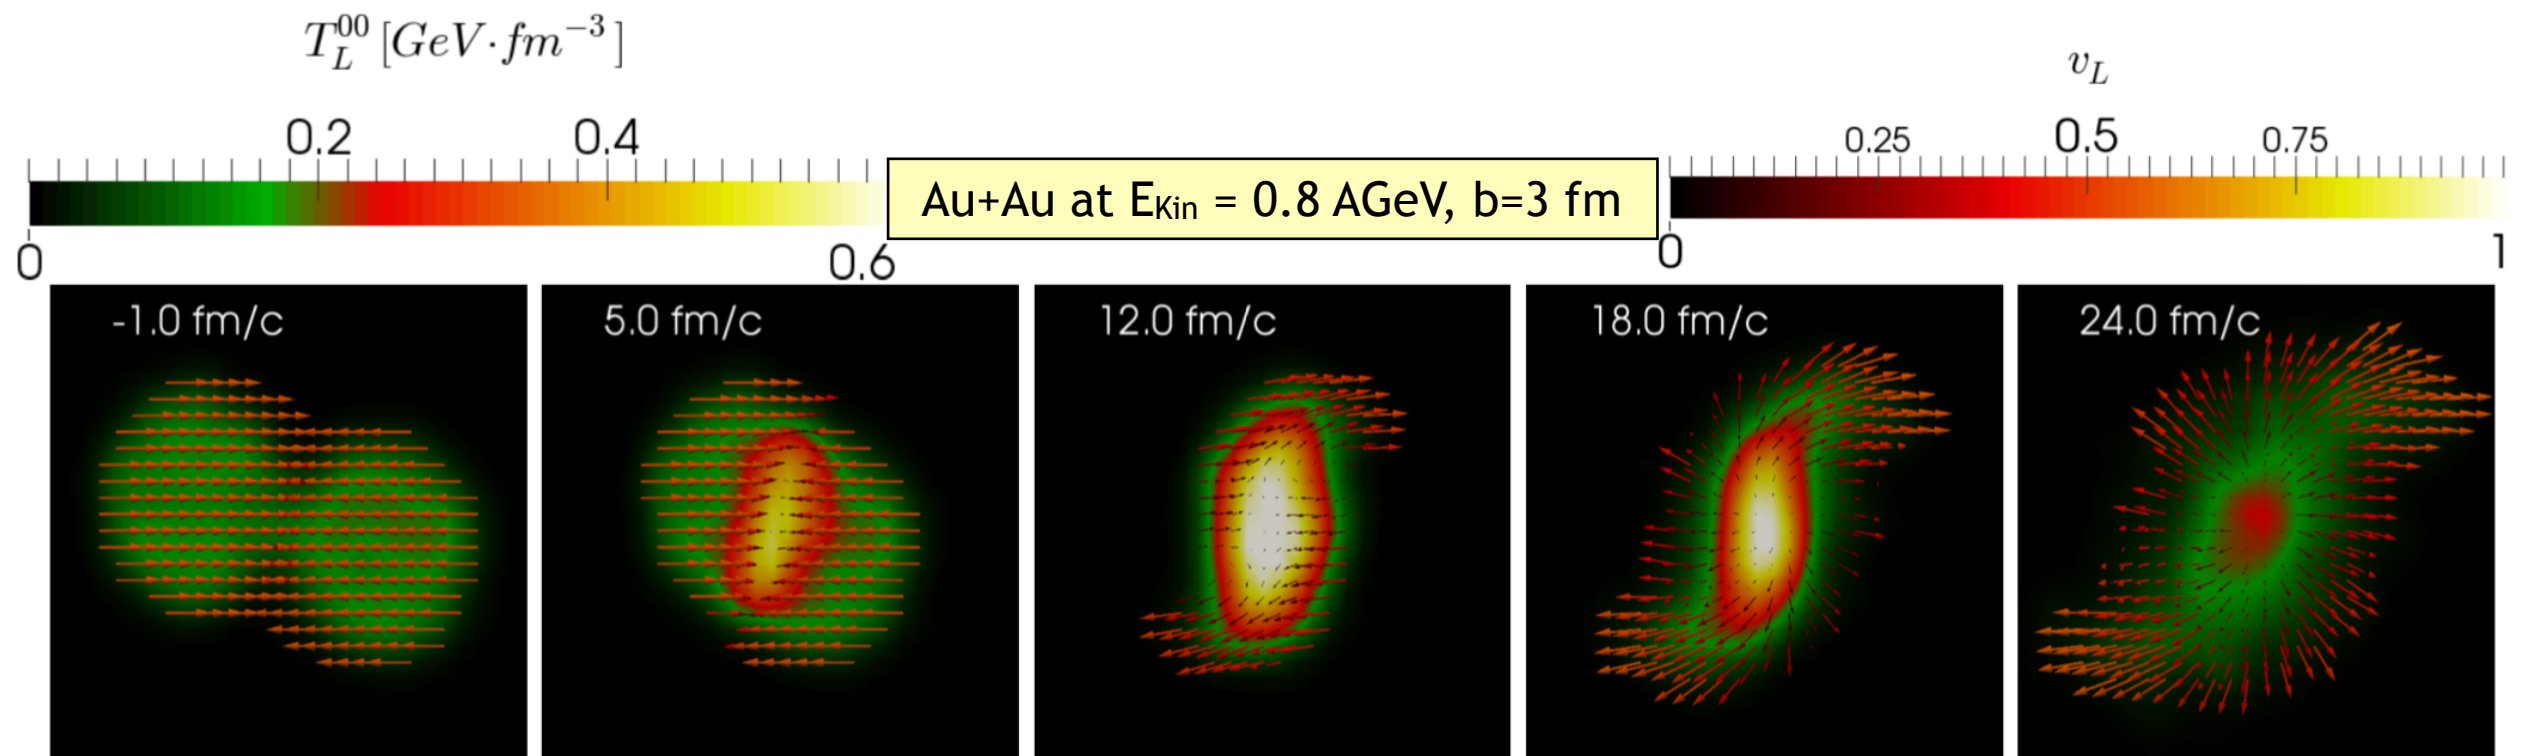 T_L^{00} [GeV·fm^{-3}]
v_L
0.2 0.4
0.25 0.5 0.75
Au+Au at E_{Kin} = 0.8 AGeV, b=3 fm
0 0.6
0 1
-1.0 fm/c
5.0 fm/c
12.0 fm/c
18.0 fm/c
24.0 fm/c